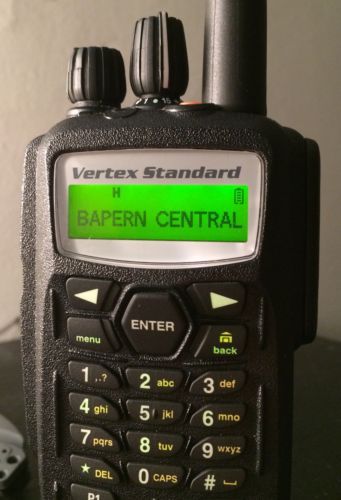 Vertex Standard
H
BAPERN CENTRAL
ENTER
menu
back
1 ,.? 2 abc 3 def
4 ghi 5 jkl 6 mno
7 pqrs 8 tuv 9 wxyz
* DEL 0 CAPS #
P1